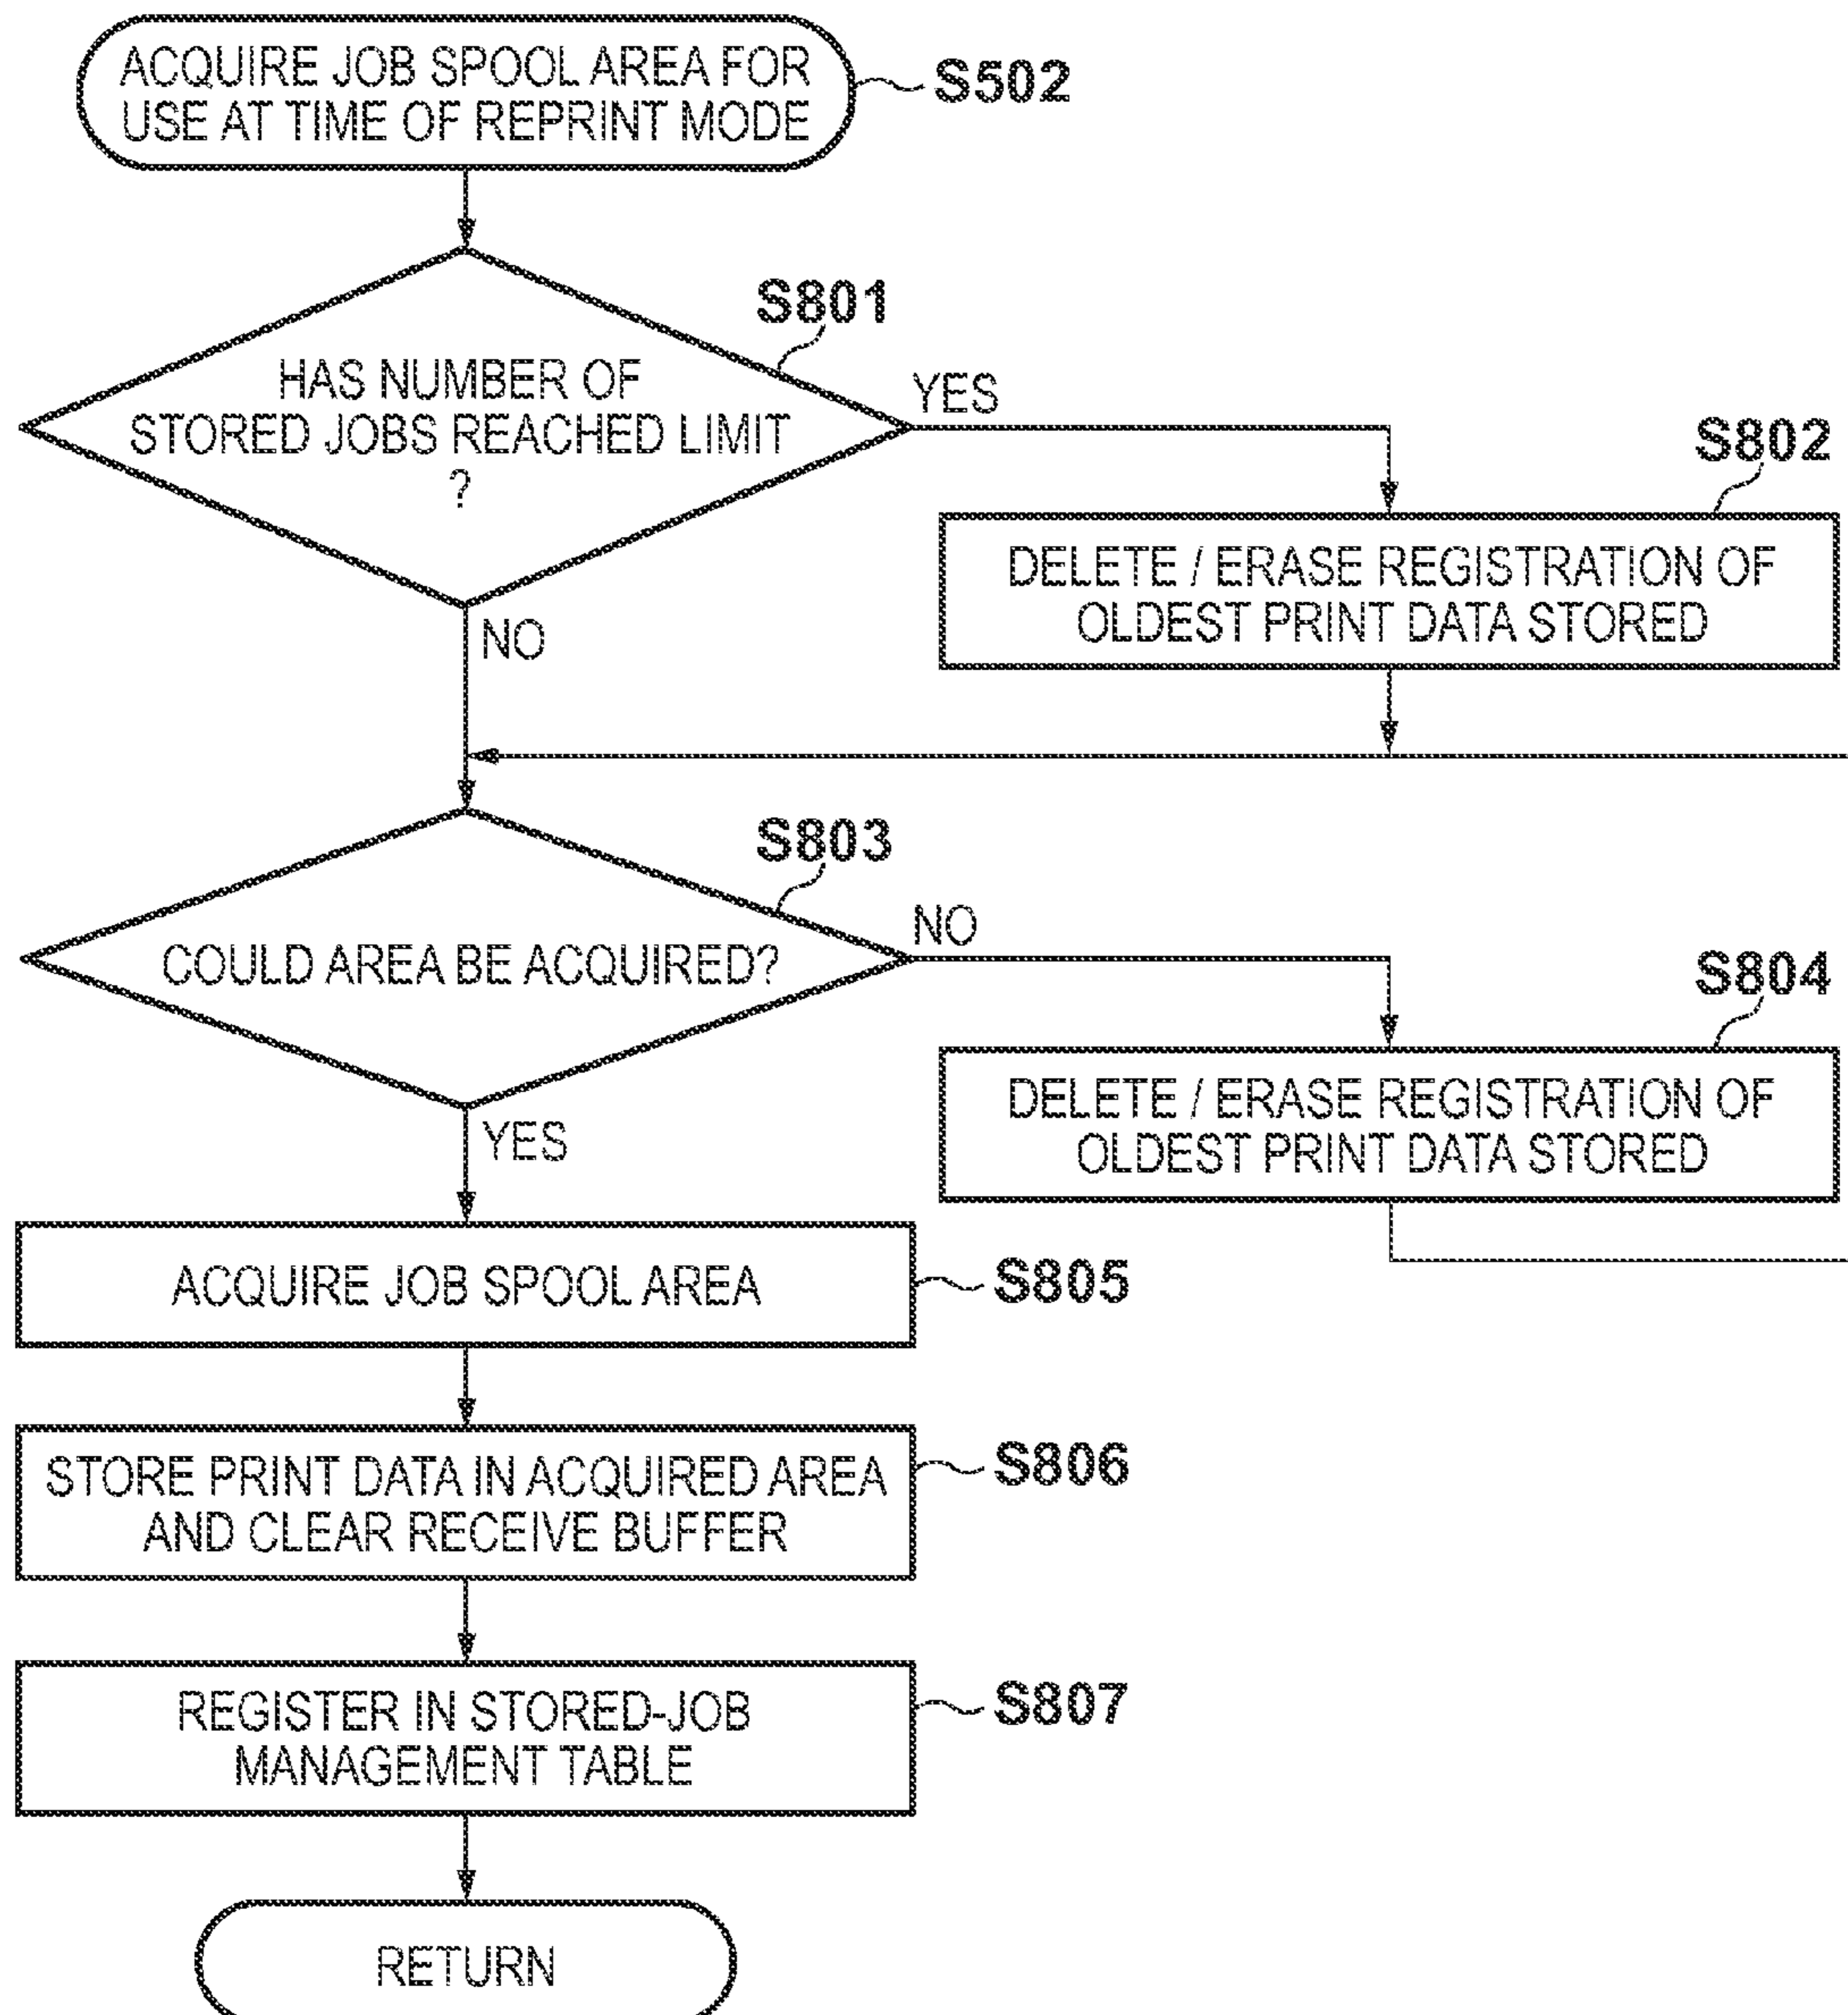 ACQUIRE JOB SPOOL AREA FOR
USE AT TIME OF REPRINT MODE
S502
S801
HAS NUMBER OF
STORED JOBS REACHED LIMIT
?
YES
NO
S802
DELETE / ERASE REGISTRATION OF
OLDEST PRINT DATA STORED
S803
COULD AREA BE ACQUIRED?
NO
YES
S804
DELETE / ERASE REGISTRATION OF
OLDEST PRINT DATA STORED
ACQUIRE JOB SPOOL AREA
S805
STORE PRINT DATA IN ACQUIRED AREA
AND CLEAR RECEIVE BUFFER
S806
REGISTER IN STORED-JOB
MANAGEMENT TABLE
S807
RETURN